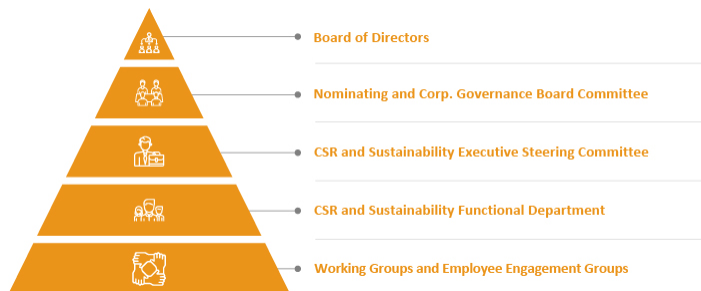 Board of Directors
Nominating and Corp. Governance Board Committee
CSR and Sustainability Executive Steering Committee
CSR and Sustainability Functional Department
Working Groups and Employee Engagement Groups